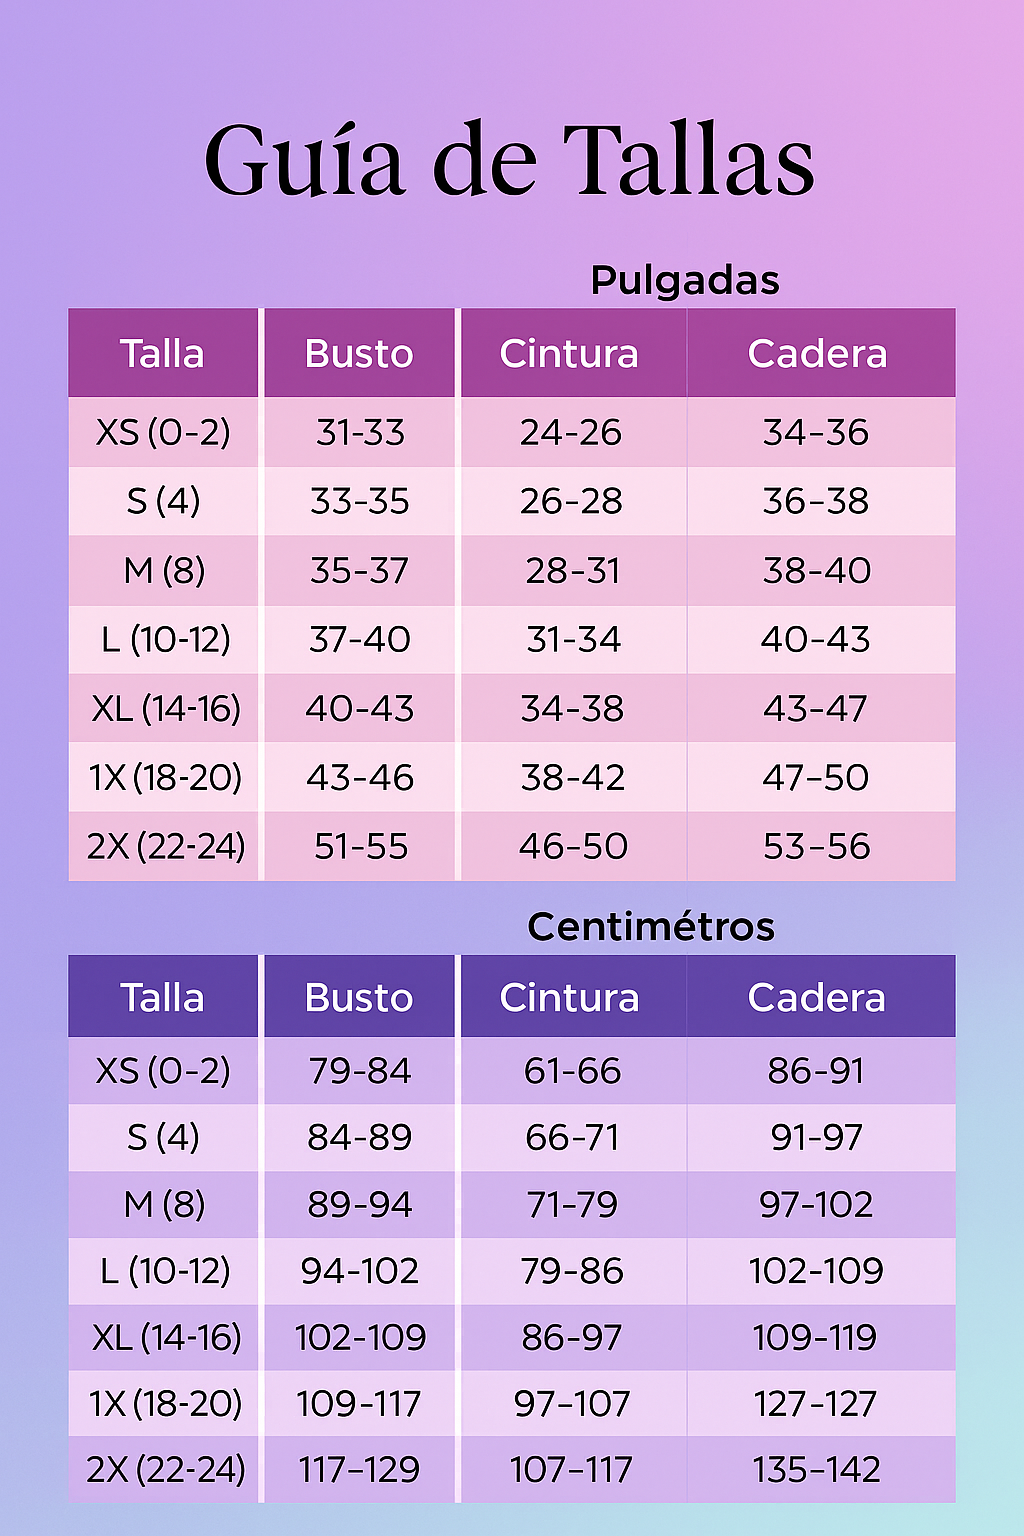 Guía de Tallas
Pulgadas
Talla Busto Cintura Cadera
XS (0-2) 31-33 24-26 34-36
S (4) 33-35 26-28 36-38
M (8) 35-37 28-31 38-40
L (10-12) 37-40 31-34 40-43
XL (14-16) 40-43 34-38 43-47
1X (18-20) 43-46 38-42 47-50
2X (22-24) 51-55 46-50 53-56
Centimétros
Talla Busto Cintura Cadera
XS (0-2) 79-84 61-66 86-91
S (4) 84-89 66-71 91-97
M (8) 89-94 71-79 97-102
L (10-12) 94-102 79-86 102-109
XL (14-16) 102-109 86-97 109-119
1X (18-20) 109-117 97-107 127-127
2X (22-24) 117-129 107-117 135-142